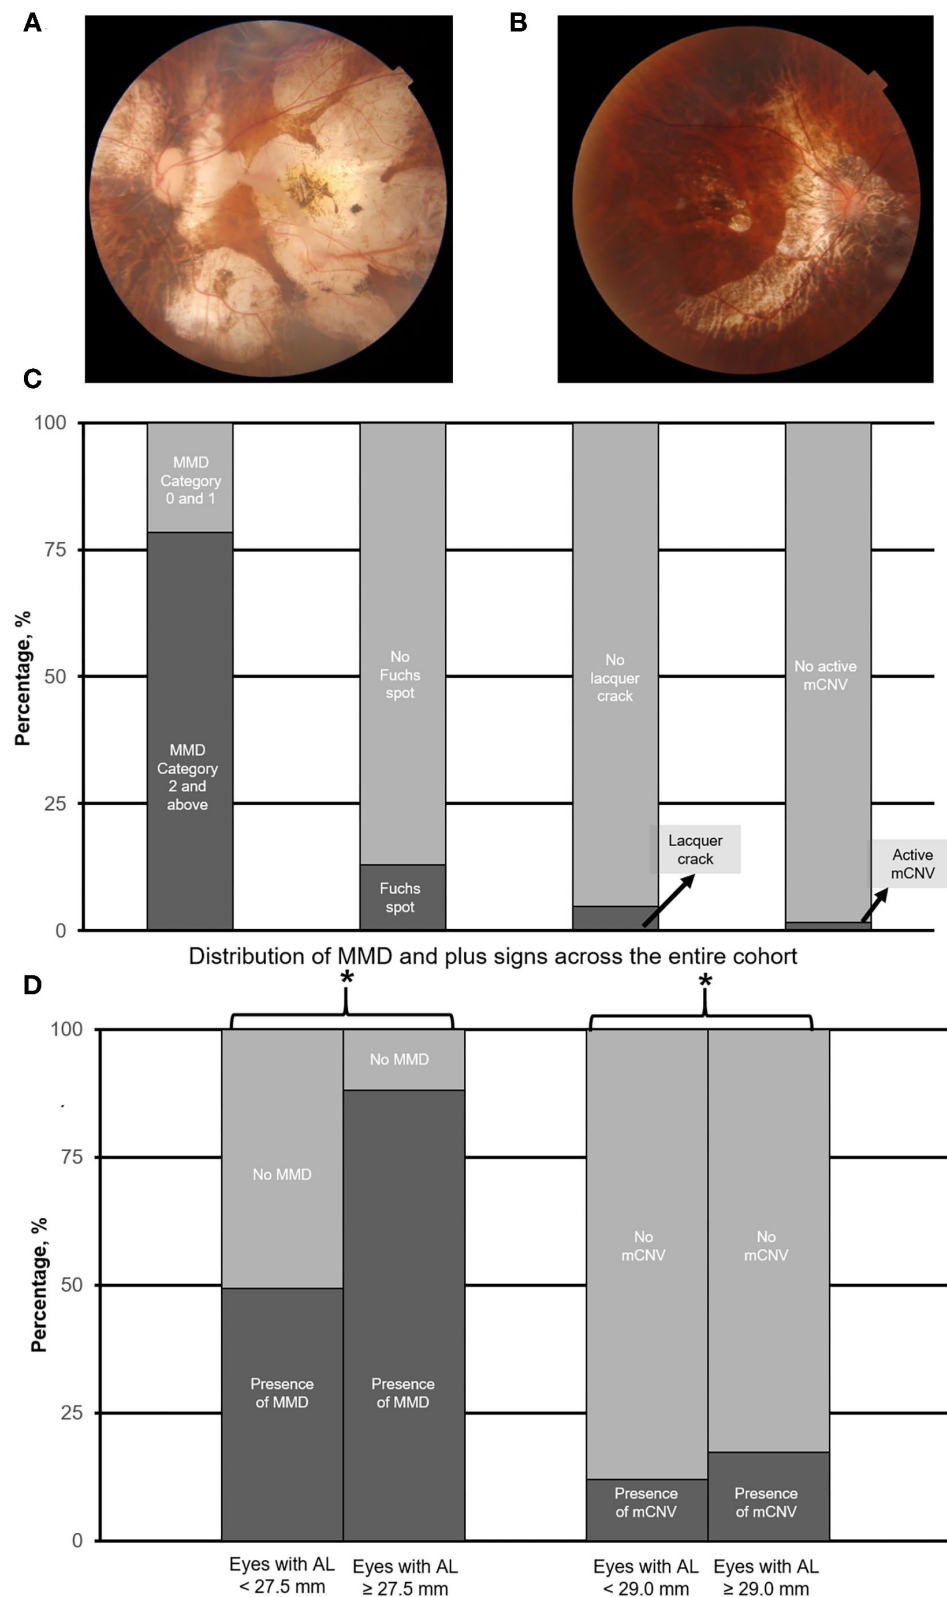 A
B
C
100
75
50
25
0
Percentage, %
MMD
Category
0 and 1
MMD
Category
2 and
above
No
Fuchs
spot
Fuchs
spot
No
lacquer
crack
Lacquer
crack
No active
mCNV
Active
mCNV
Distribution of MMD and plus signs across the entire cohort
D
*
*
100
75
50
25
0
Percentage, %
No MMD
Presence
of MMD
No MMD
Presence
of MMD
No
mCNV
Presence
of mCNV
No
mCNV
Presence
of mCNV
Eyes with AL
< 27.5 mm
Eyes with AL
≥ 27.5 mm
Eyes with AL
< 29.0 mm
Eyes with AL
≥ 29.0 mm